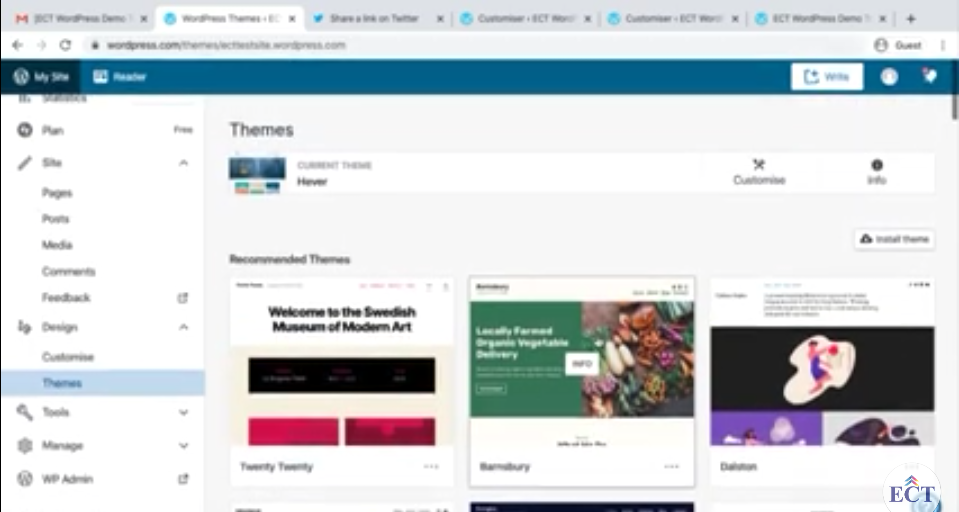 [ECT WordPress Demo T
WordPress Themes ‹ EC
Share a link on Twitter
Customiser ‹ ECT Word
Customiser ‹ ECT Word
ECT WordPress Demo T
wordpress.com/themes/ecttestsite.wordpress.com
Guest
My Site
Reader
Write
Statistics
Plan
Free
Site
Pages
Posts
Media
Comments
Feedback
Design
Customise
Themes
Tools
Manage
WP Admin
Themes
CURRENT THEME
Hever
Customise
Info
Install theme
Recommended Themes
Welcome to the Swedish
Museum of Modern Art
Twenty Twenty
Barnsbury
Locally Farmed
Organic Vegetable
Delivery
INFO
Barnsbury
Dalston
ECT